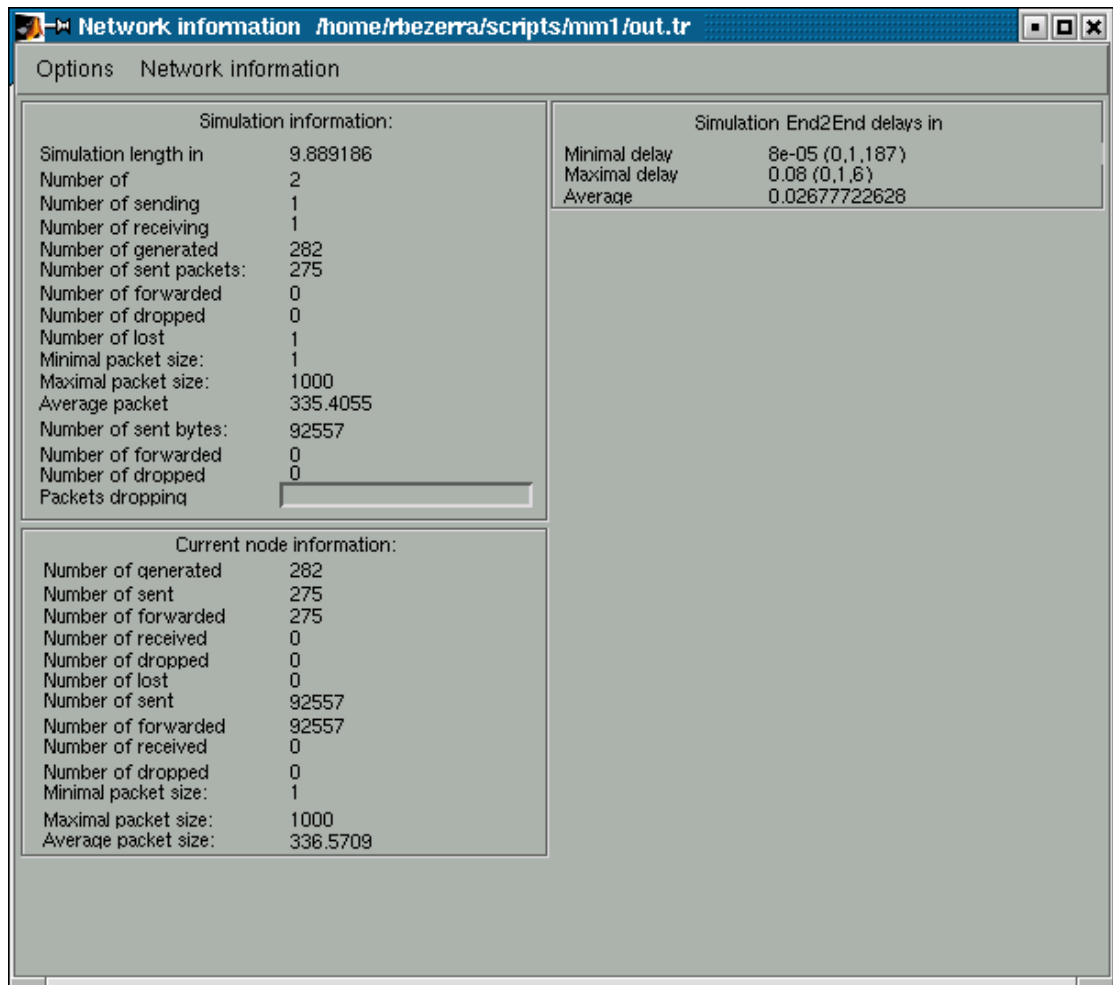 Network information /home/rbezerra/scripts/mm1/out.tr
Options Network information
Simulation information:
Simulation length in 9.889186
Number of 2
Number of sending 1
Number of receiving 1
Number of generated 282
Number of sent packets: 275
Number of forwarded 0
Number of dropped 0
Number of lost 1
Minimal packet size: 1
Maximal packet size: 1000
Average packet 335.4055
Number of sent bytes: 92557
Number of forwarded 0
Number of dropped 0
Packets dropping
Current node information:
Number of generated 282
Number of sent 275
Number of forwarded 275
Number of received 0
Number of dropped 0
Number of lost 0
Number of sent 92557
Number of forwarded 92557
Number of received 0
Number of dropped 0
Minimal packet size: 1
Maximal packet size: 1000
Average packet size: 336.5709
Simulation End2End delays in
Minimal delay 8e-05 (0,1,187)
Maximal delay 0.08 (0,1,6)
Average 0.02677722628